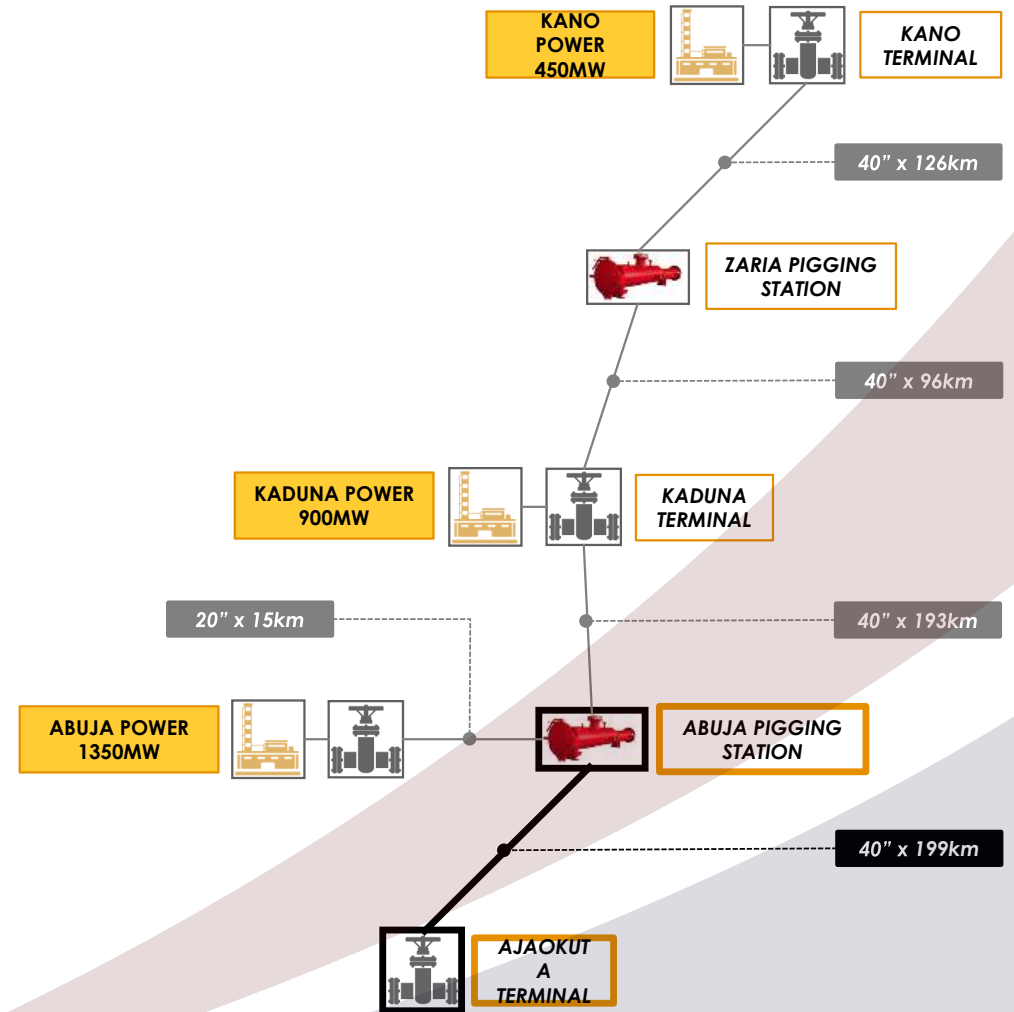 KANO
POWER
450MW
KANO
TERMINAL
40” x 126km
ZARIA PIGGING
STATION
40” x 96km
KADUNA POWER
900MW
KADUNA
TERMINAL
20” x 15km
40” x 193km
ABUJA POWER
1350MW
ABUJA PIGGING
STATION
40” x 199km
AJAOKUT
A
TERMINAL